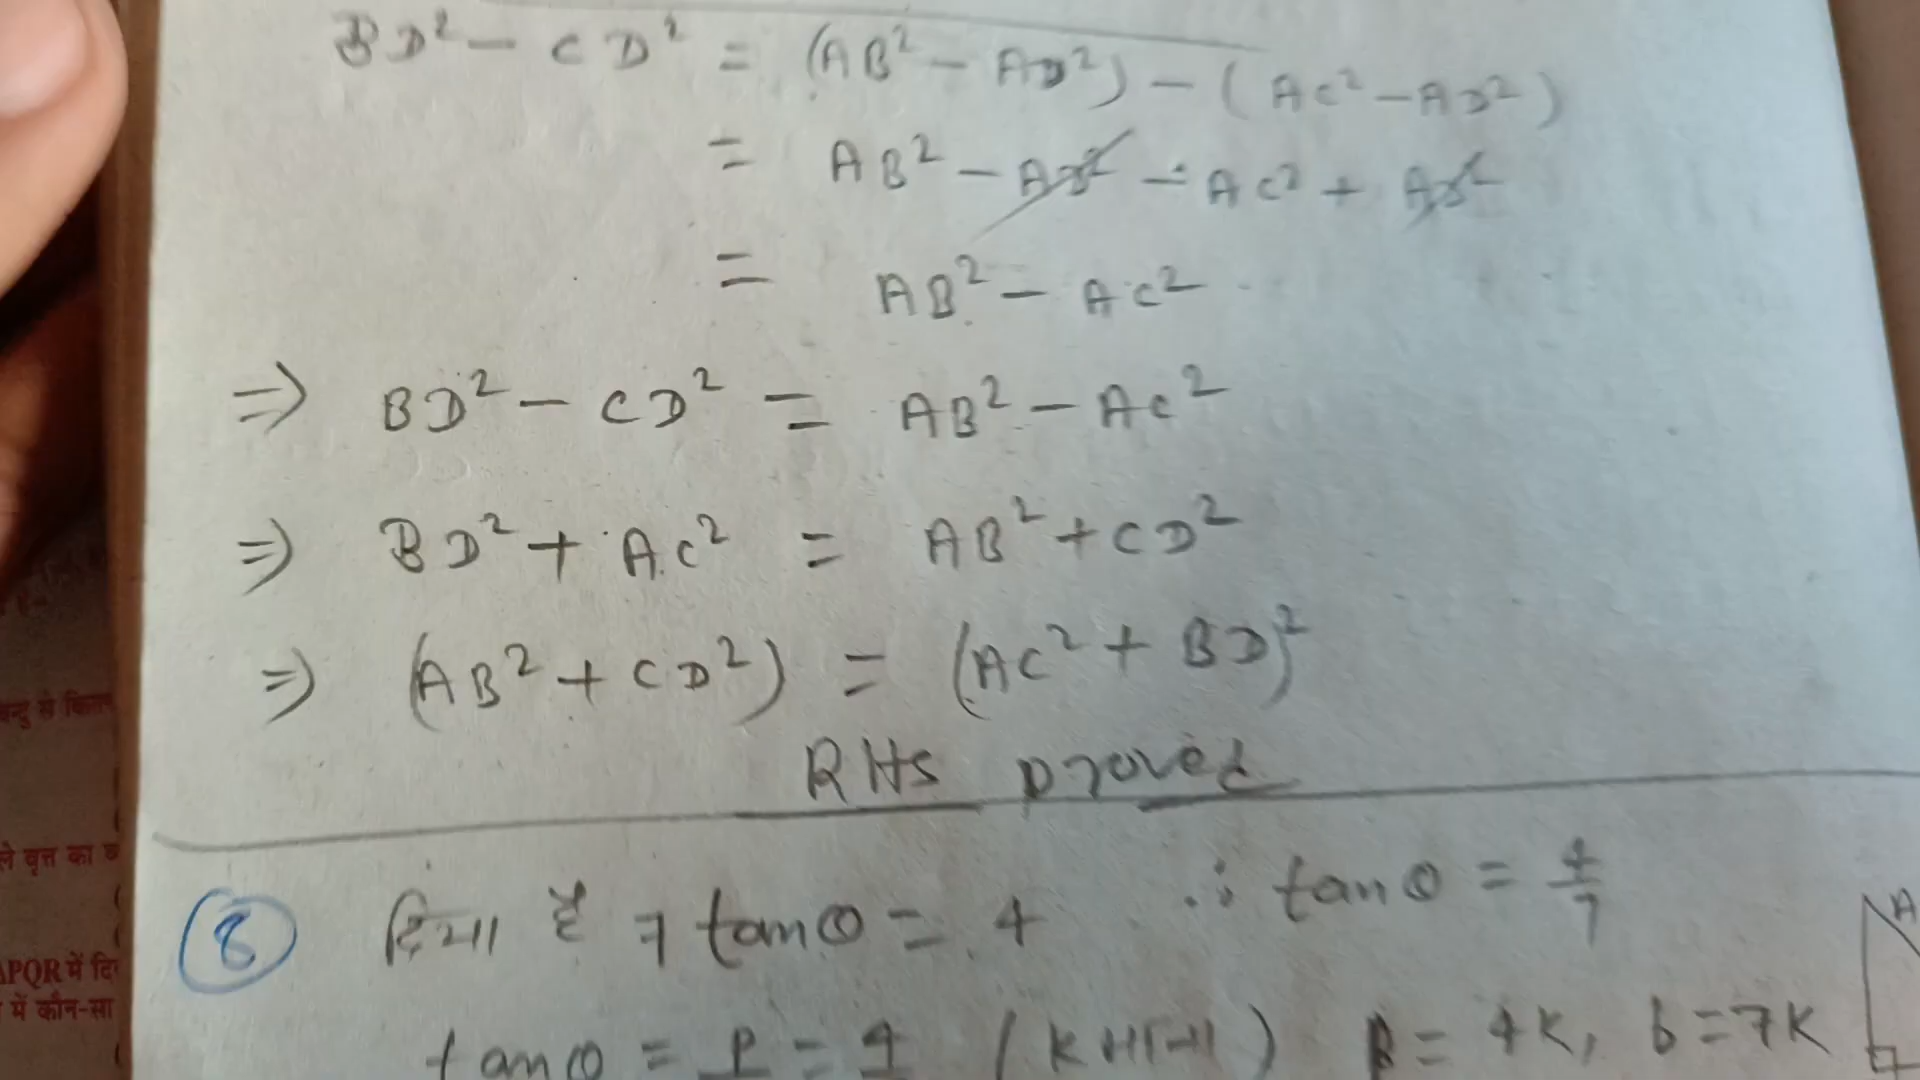 BD² − CD² = (AB² − AD²) − (AC² − AD²)
= AB² − AD² − AC² + AD²
= AB² − AC²
⇒ BD² − CD² = AB² − AC²
⇒ BD² + AC² = AB² + CD²
⇒ (AB² + CD²) = (AC² + BD)²
RHS proved
8 दिया है 7 tanθ = 4 ∴ tanθ = 4/7
tanθ = P = 4 (K माना) P = 4K, b = 7K
A
से
ले वृत्त का
ΔPQR में
में कौन-सा